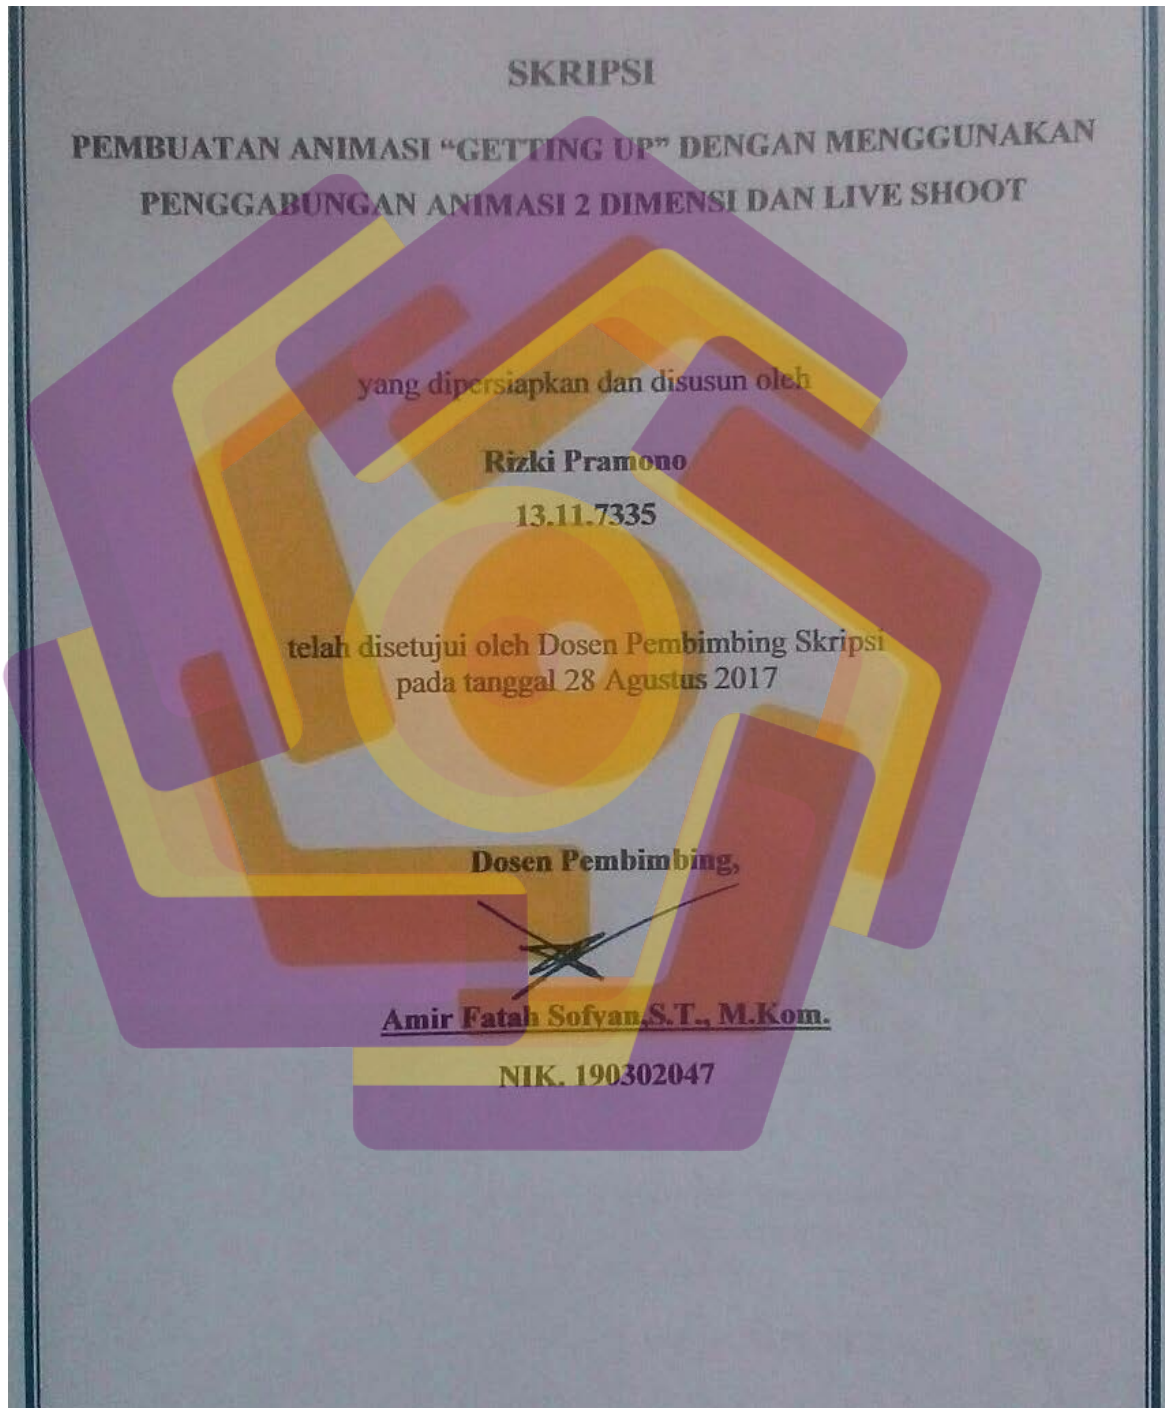 SKRIPSI
PEMBUATAN ANIMASI “GETTING UP” DENGAN MENGGUNAKAN
PENGGABUNGAN ANIMASI 2 DIMENSI DAN LIVE SHOOT
yang dipersiapkan dan disusun oleh
Rizki Pramono
13.11.7335
telah disetujui oleh Dosen Pembimbing Skripsi
pada tanggal 28 Agustus 2017
Dosen Pembimbing,
Amir Fatah Sofyan,S.T., M.Kom.
NIK. 190302047